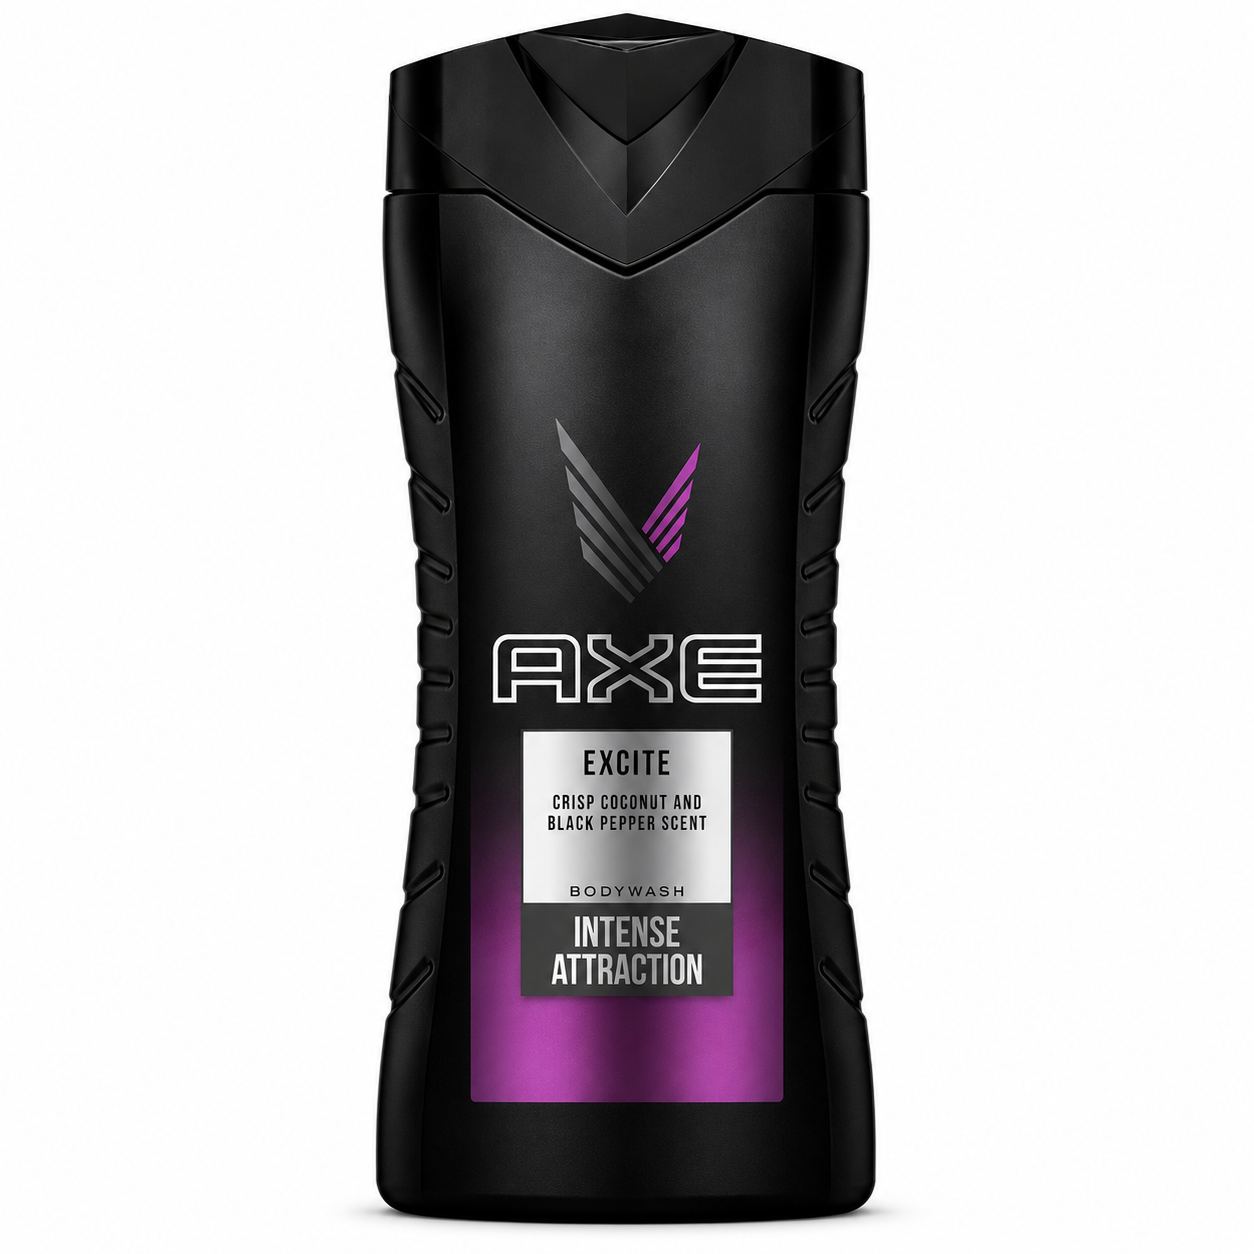 AXE
EXCITE
CRISP COCONUT AND
BLACK PEPPER SCENT
BODYWASH
INTENSE
ATTRACTION